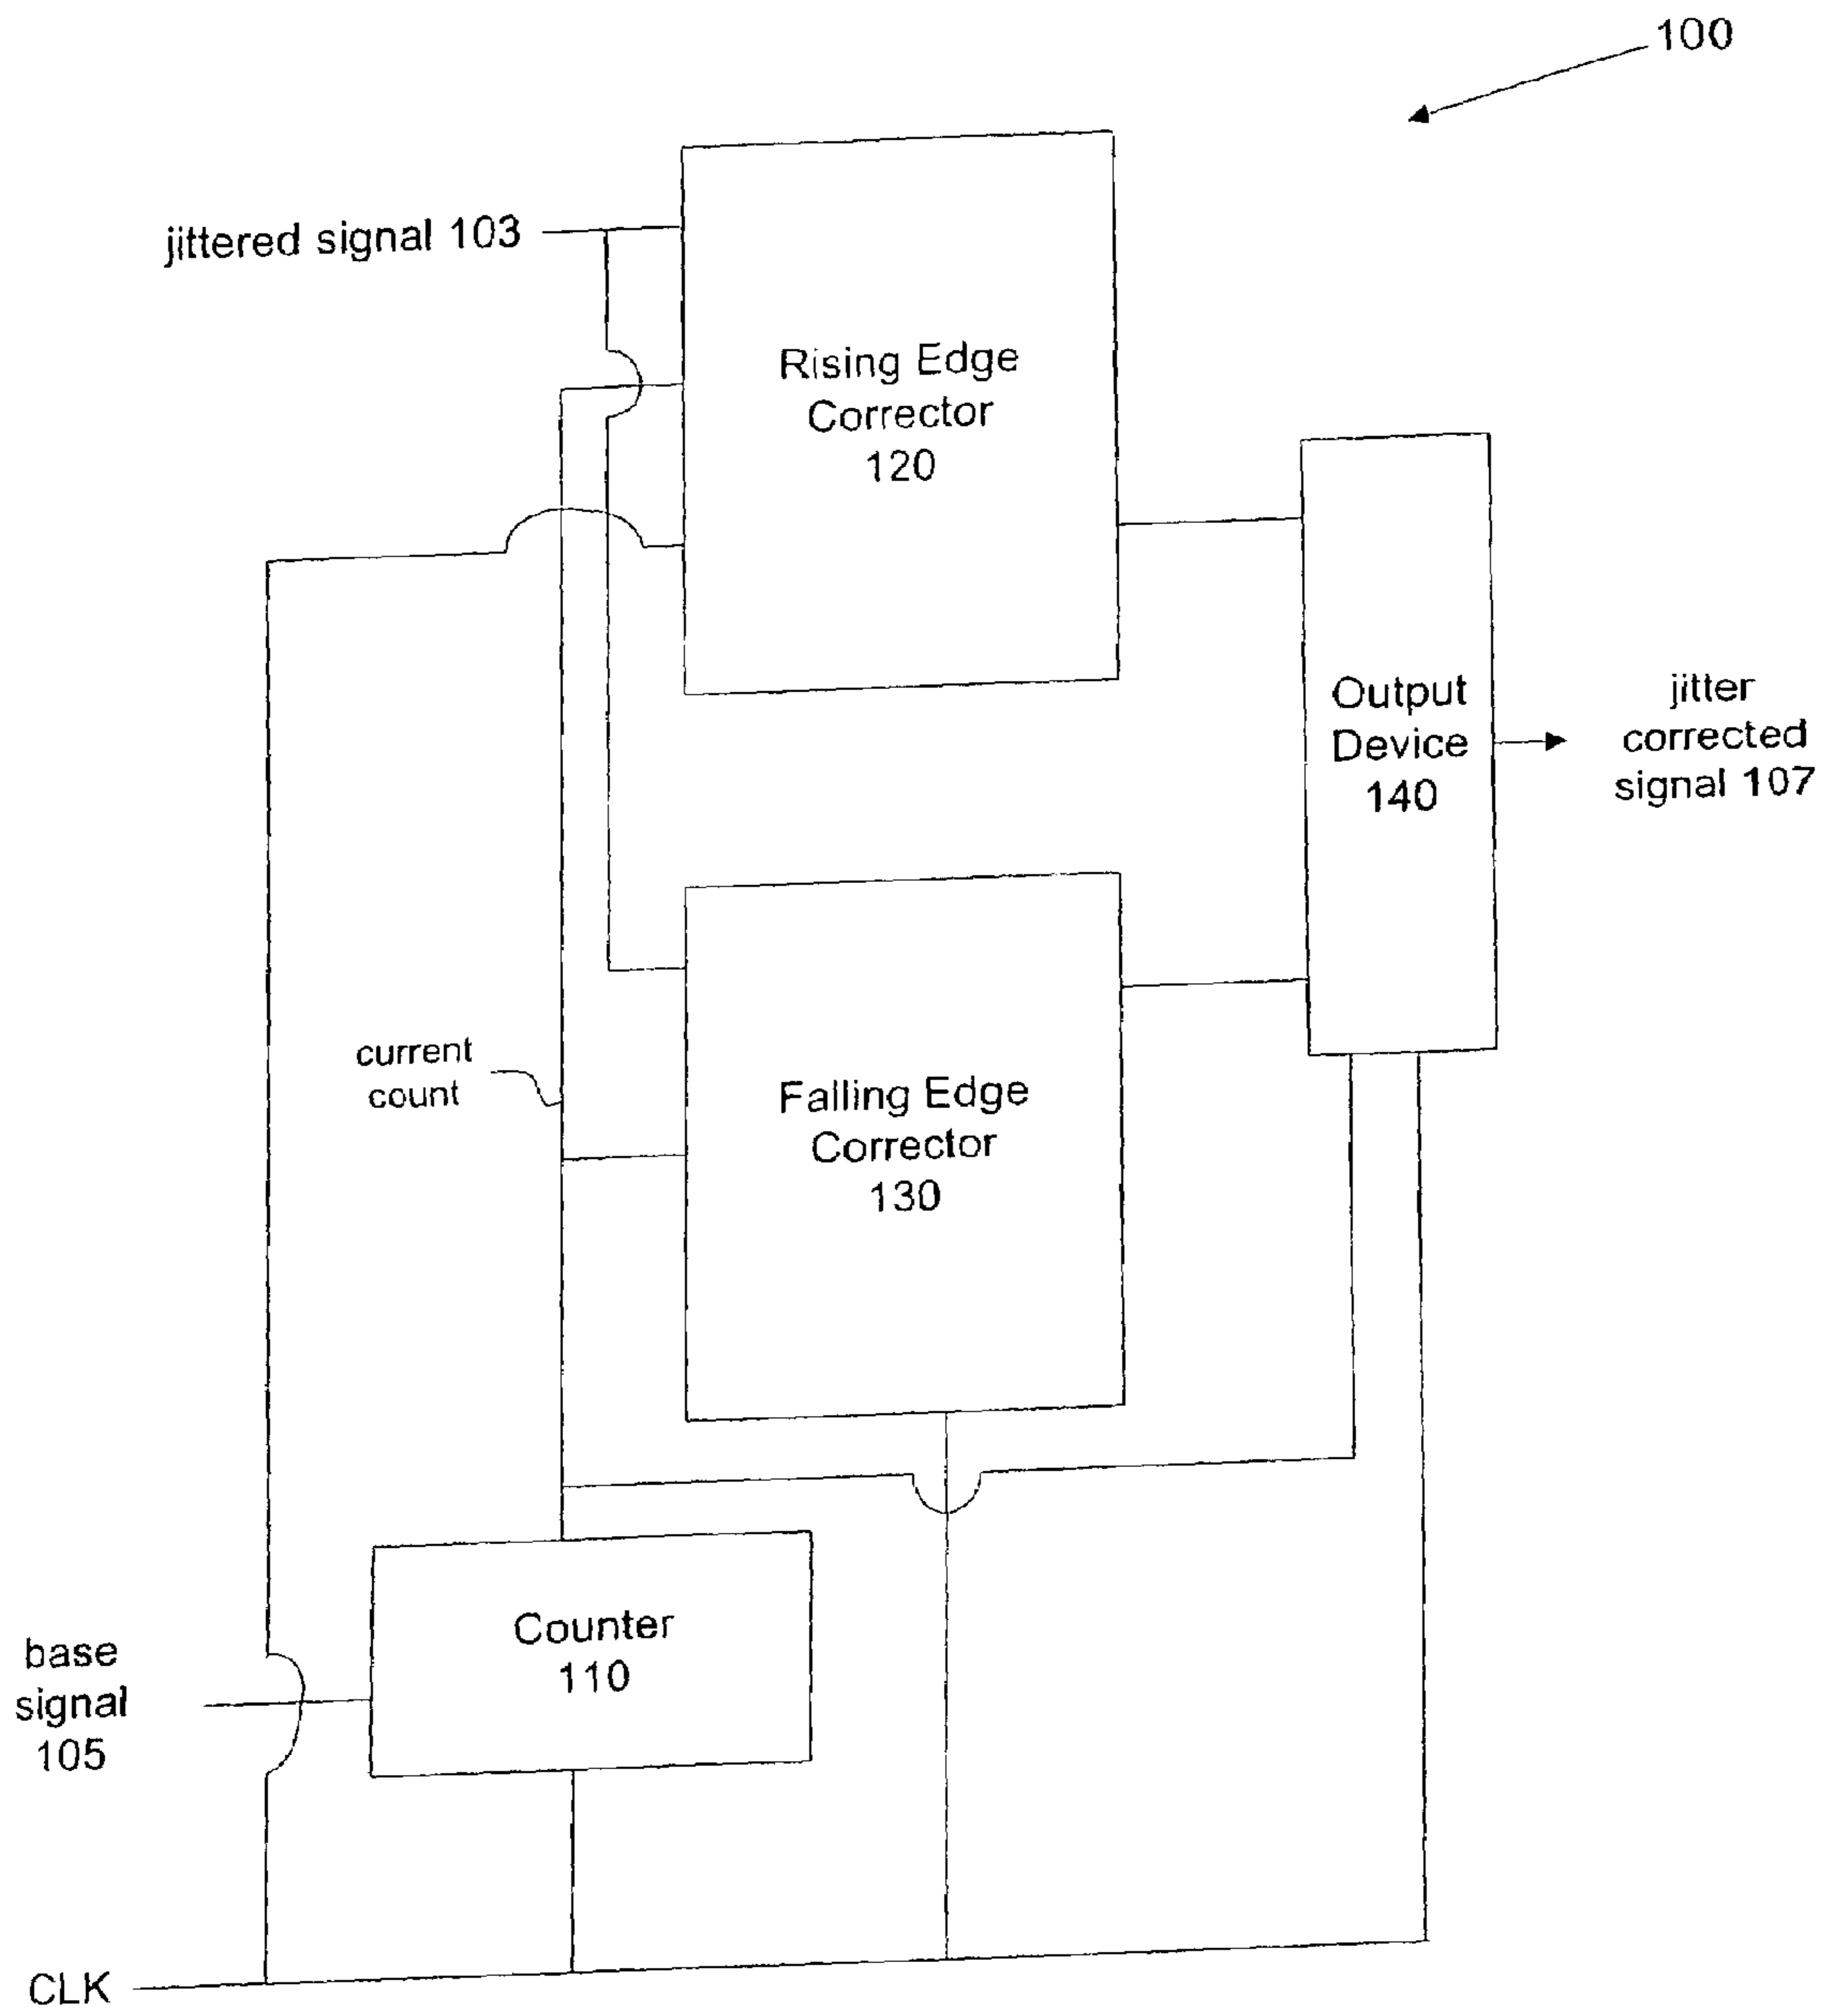 100
jittered signal 103
Rising Edge
Corrector
120
Output
Device
140
jitter
corrected
signal 107
current
count
Falling Edge
Corrector
130
Counter
110
base
signal
105
CLK